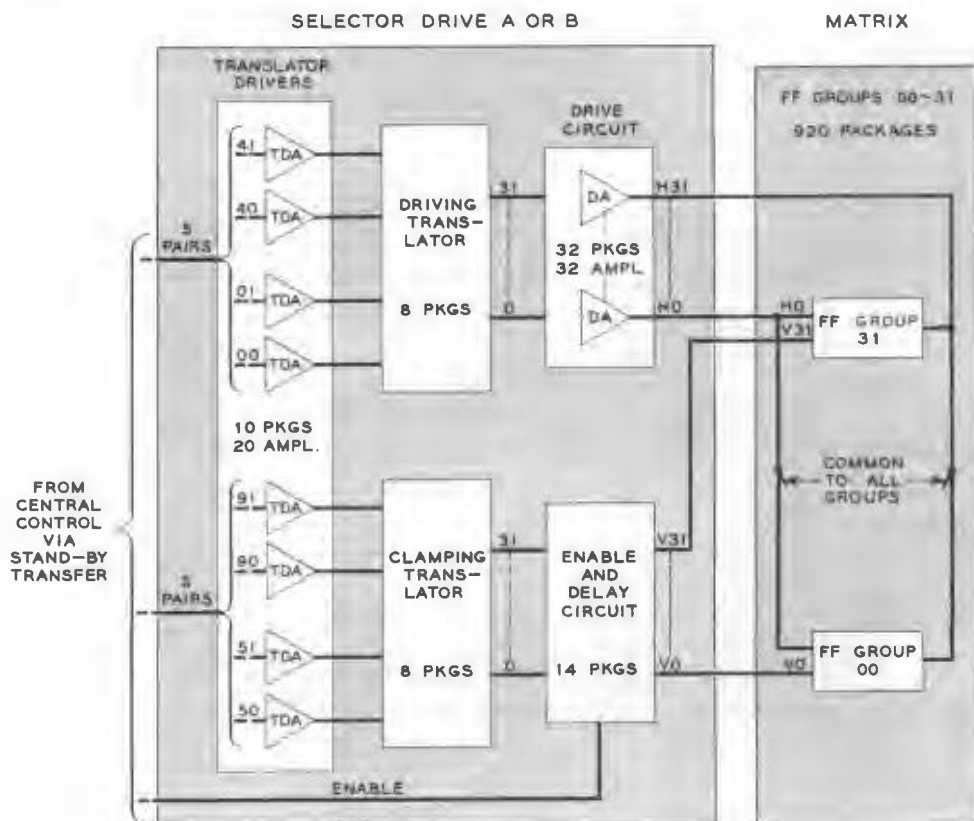 SELECTOR DRIVE A OR B
MATRIX
TRANSLATOR
DRIVERS
41
TDA
40
TDA
01
TDA
00
TDA
10 PKGS
20 AMPL.
91
TDA
90
TDA
51
TDA
50
TDA
5
PAIRS
5
PAIRS
FROM
CENTRAL
CONTROL
VIA
STAND-BY
TRANSFER
DRIVING
TRANS-
LATOR
8 PKGS
31
0
DRIVE
CIRCUIT
DA
32 PKGS
32 AMPL.
DA
H31
H0
CLAMPING
TRANS-
LATOR
8 PKGS
31
0
ENABLE
AND
DELAY
CIRCUIT
14 PKGS
V31
V0
ENABLE
FF GROUPS 00-31
920 PACKAGES
H0
V31
FF GROUP
31
COMMON
TO ALL
GROUPS
V0
FF GROUP
00